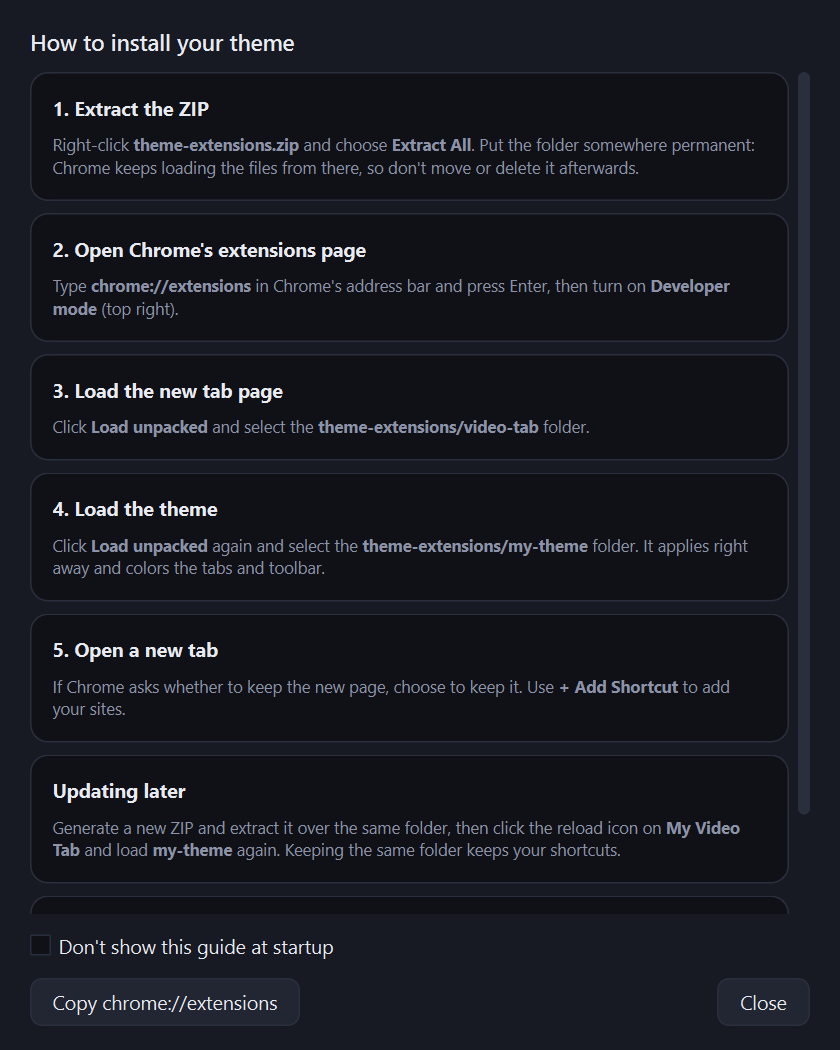 How to install your theme
1. Extract the ZIP
Right-click theme-extensions.zip and choose Extract All. Put the folder somewhere permanent:
Chrome keeps loading the files from there, so don't move or delete it afterwards.
2. Open Chrome's extensions page
Type chrome://extensions in Chrome's address bar and press Enter, then turn on Developer
mode (top right).
3. Load the new tab page
Click Load unpacked and select the theme-extensions/video-tab folder.
4. Load the theme
Click Load unpacked again and select the theme-extensions/my-theme folder. It applies right
away and colors the tabs and toolbar.
5. Open a new tab
If Chrome asks whether to keep the new page, choose to keep it. Use + Add Shortcut to add
your sites.
Updating later
Generate a new ZIP and extract it over the same folder, then click the reload icon on My Video
Tab and load my-theme again. Keeping the same folder keeps your shortcuts.
Don't show this guide at startup
Copy chrome://extensions
Close